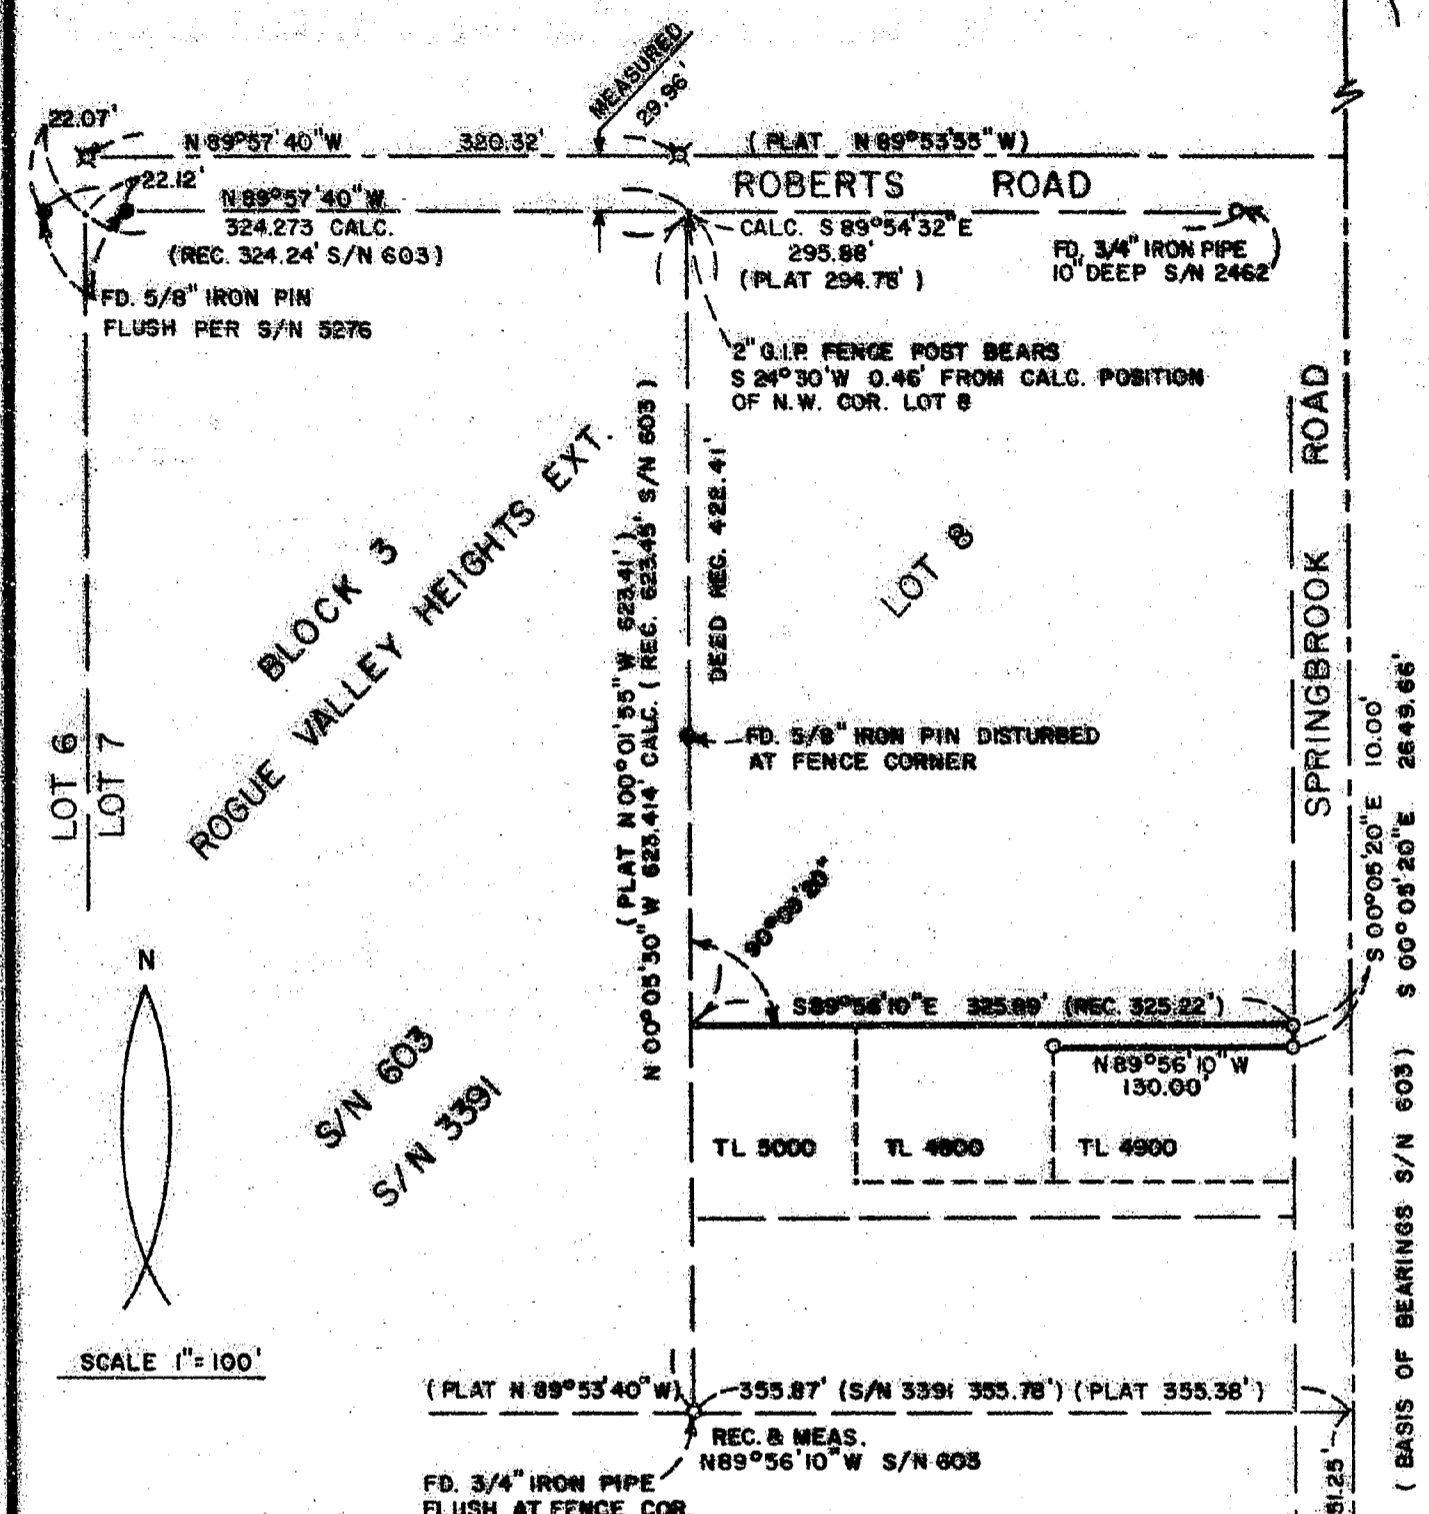 MEASURED
29.96'
22.07'
N 89°57'40" W 320.32'
( PLAT N 89°53'55" W )
22.12'
N 89°57'40" W
324.273 CALC.
(REC. 324.24' S/N 603)
ROBERTS ROAD
CALC. S 89°54'32" E
295.88'
(PLAT 294.78')
FD. 3/4" IRON PIPE
10" DEEP S/N 2462
FD. 5/8" IRON PIN
FLUSH PER S/N 5276
2" G.I.P. FENCE POST BEARS
S 24°30'W 0.46' FROM CALC. POSITION
OF N.W. COR. LOT 8
BLOCK 3
ROGUE VALLEY HEIGHTS EXT.
(PLAT N 00°01'55" W 623.41')
N 00°05'30" W 623.414' CALC. ( REC. 623.45' S/N 603 )
DEED REC. 422.41'
LOT 8
SPRINGBROOK ROAD
FD. 5/8" IRON PIN DISTURBED
AT FENCE CORNER
LOT 6
LOT 7
S 00°05'20" E 10.00'
S 00°05'20" E 2649.66'
( BASIS OF BEARINGS S/N 603 )
N
S 89°56'10" E 325.89' (REC. 325.22')
N 89°56'10" W
130.00'
S/N 603
S/N 3391
TL 5000
TL 4800
TL 4900
SCALE 1"= 100'
( PLAT N 89°53'40" W)
355.87' (S/N 3391 355.78') (PLAT 355.38')
REC. & MEAS.
N89°56'10" W S/N 603
FD. 3/4" IRON PIPE
FLUSH AT FENCE COR.
51.25'